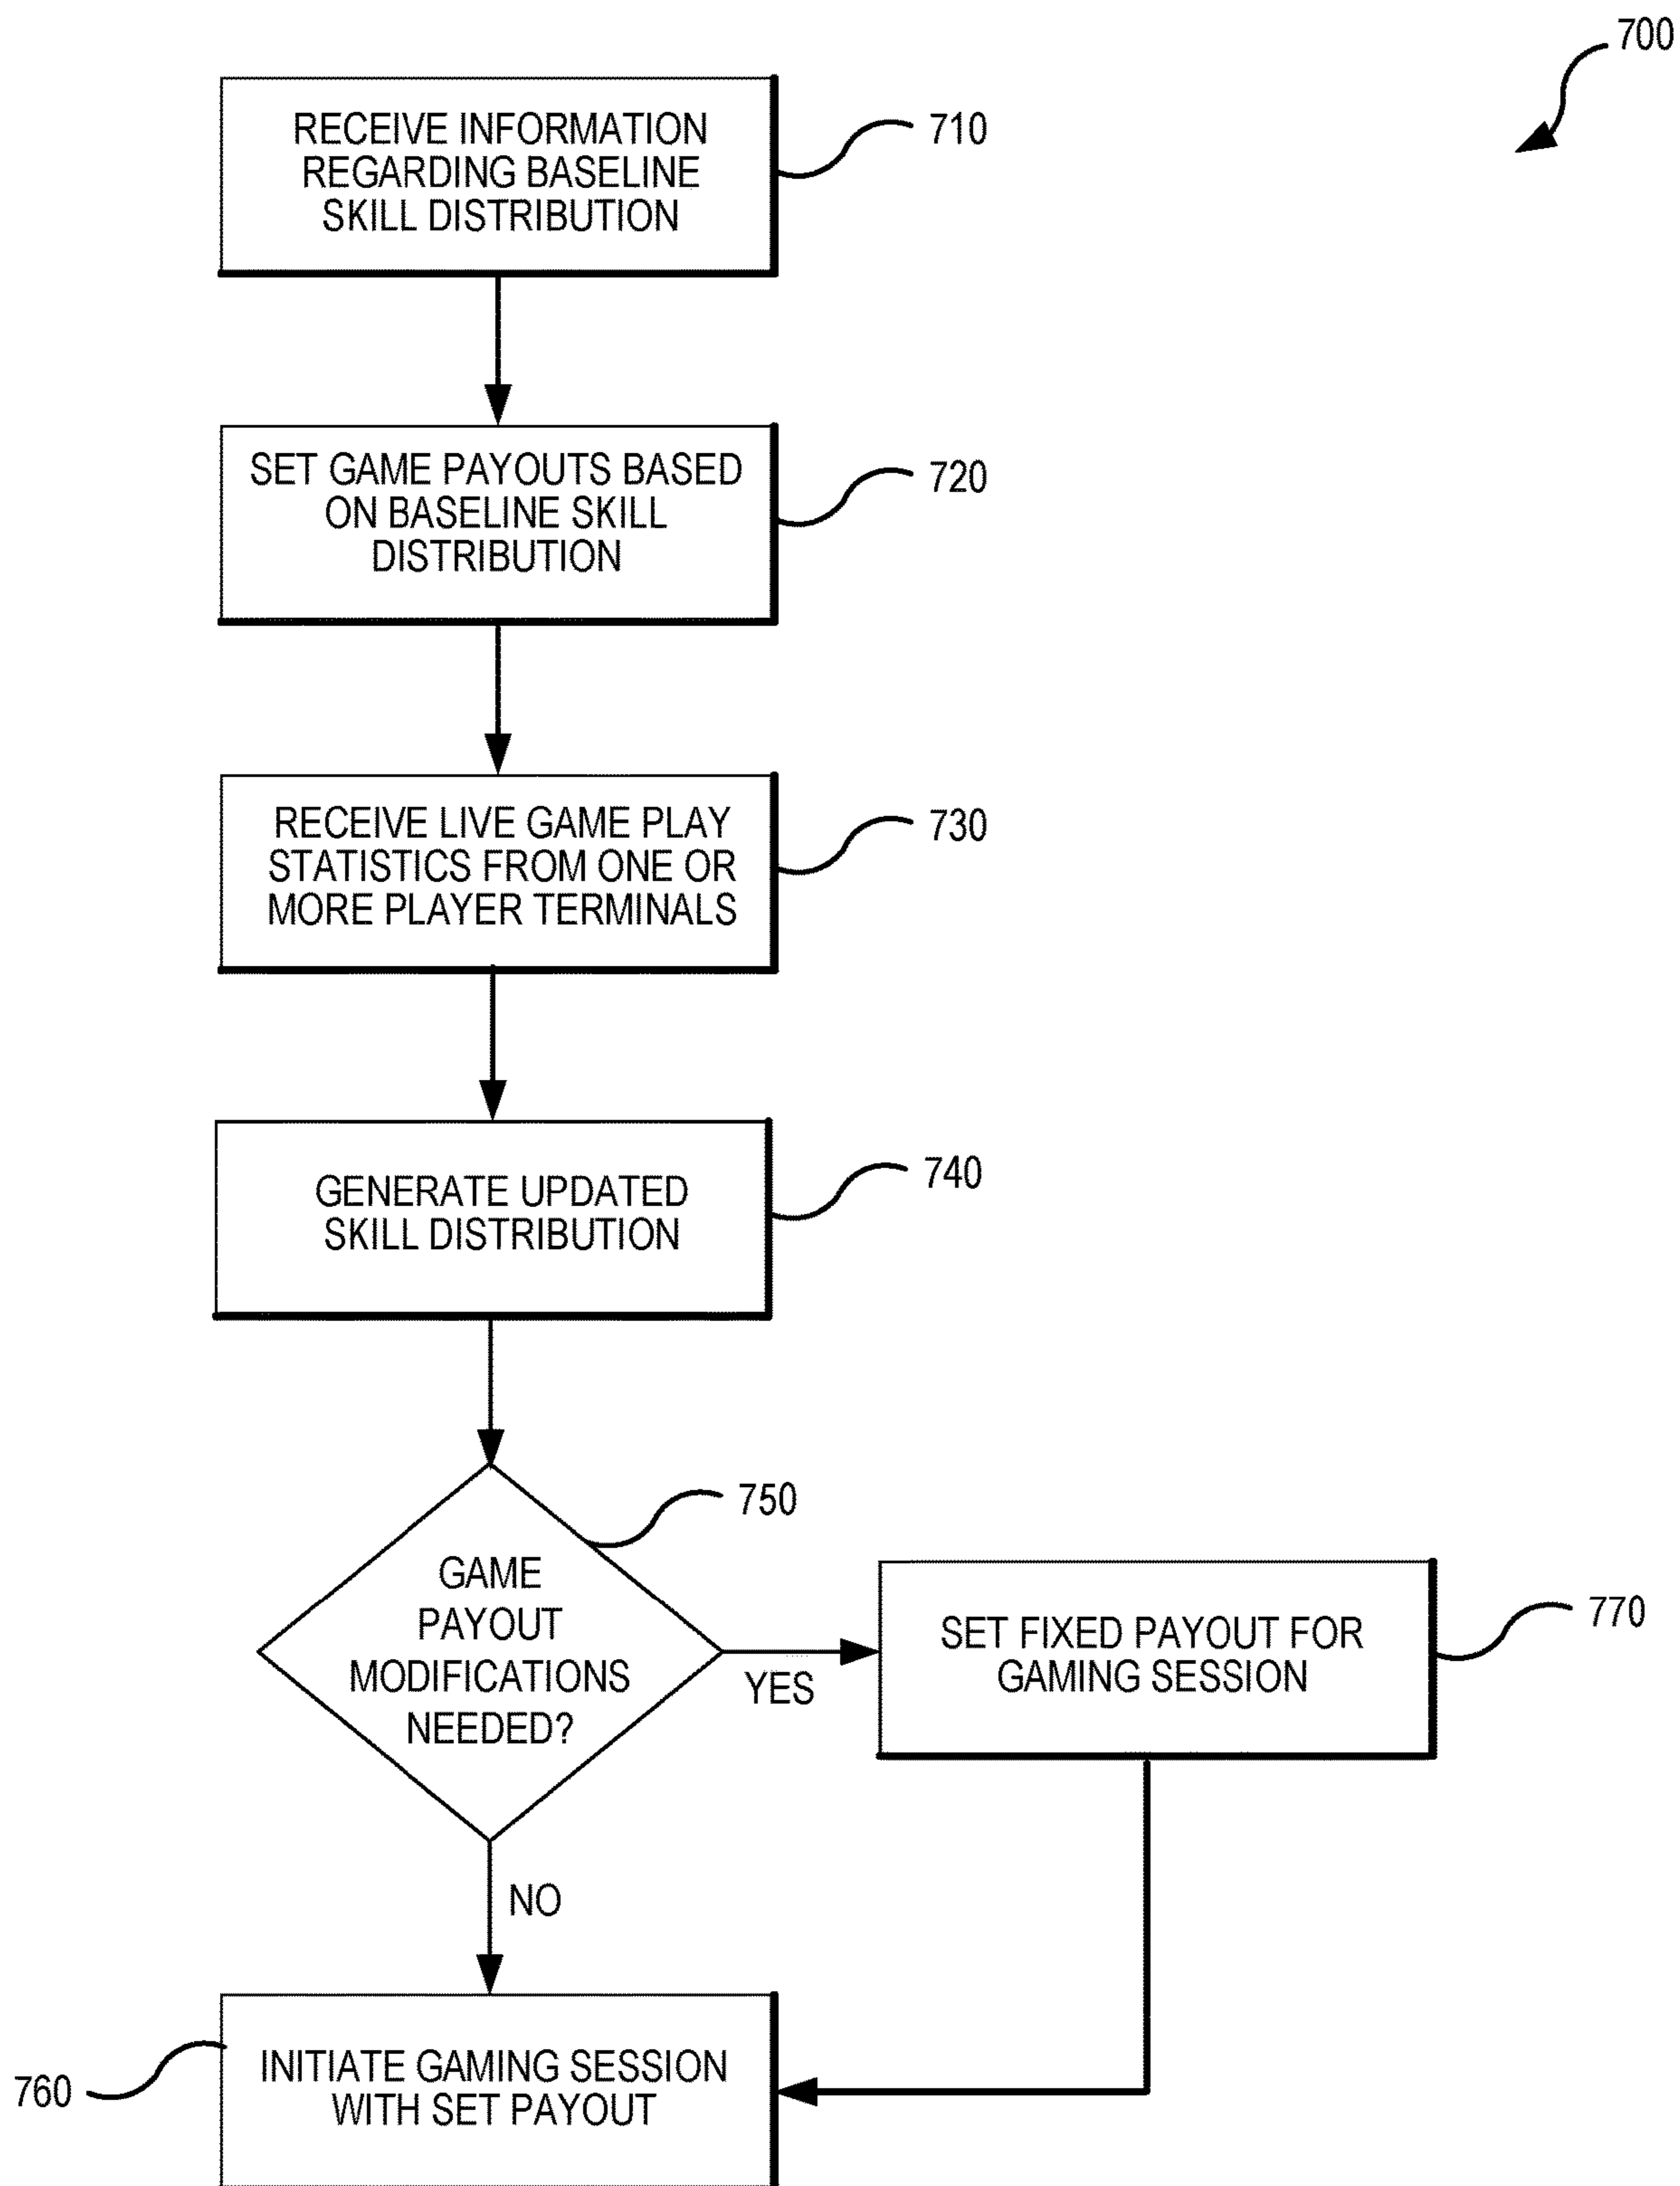 700
RECEIVE INFORMATION
REGARDING BASELINE
SKILL DISTRIBUTION
710
SET GAME PAYOUTS BASED
ON BASELINE SKILL
DISTRIBUTION
720
RECEIVE LIVE GAME PLAY
STATISTICS FROM ONE OR
MORE PLAYER TERMINALS
730
GENERATE UPDATED
SKILL DISTRIBUTION
740
750
GAME
PAYOUT
MODIFICATIONS
NEEDED?
YES
SET FIXED PAYOUT FOR
GAMING SESSION
770
NO
INITIATE GAMING SESSION
WITH SET PAYOUT
760